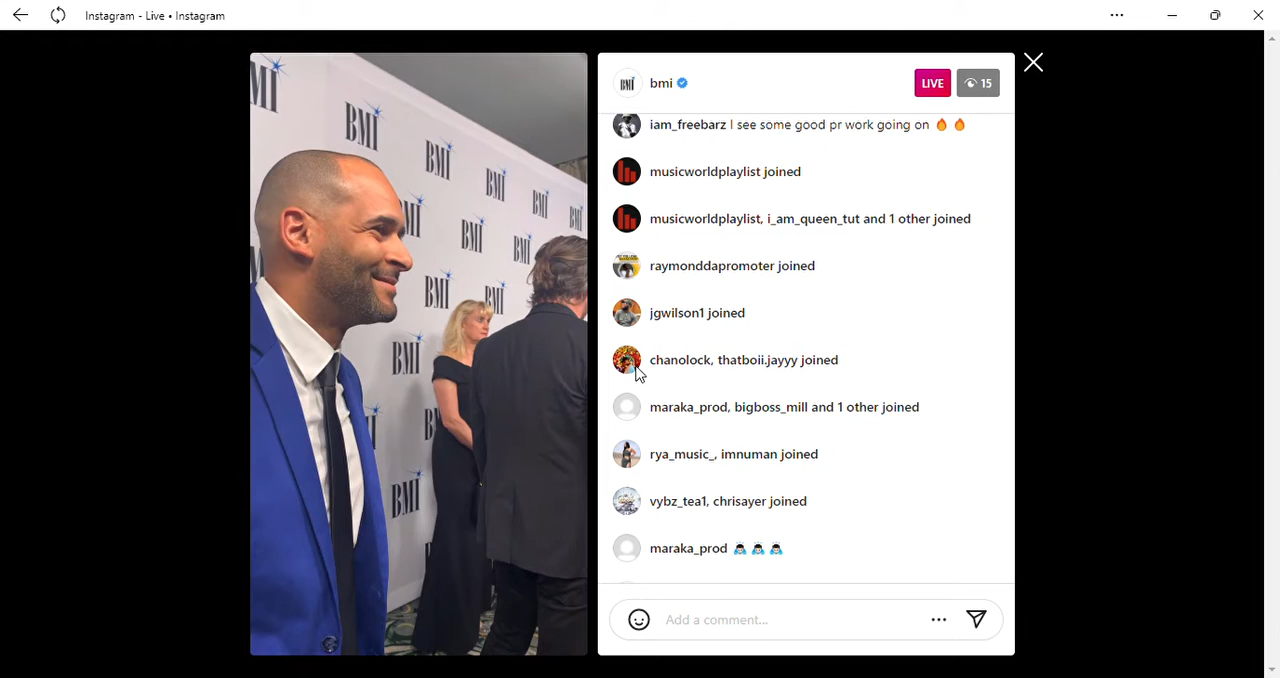 Instagram - Live • Instagram
BMI
BMI
BMI
BMI
BMI
BMI
BMI
BMI
BMI
BMI
BMI
BMI
BMI
BMI
bmi
LIVE
15
iam_freebarz I see some good pr work going on 🔥 🔥
musicworldplaylist joined
musicworldplaylist, i_am_queen_tut and 1 other joined
raymonddapromoter joined
jgwilson1 joined
chanolock, thatboii.jayyy joined
maraka_prod, bigboss_mill and 1 other joined
rya_music_, imnuman joined
vybz_tea1, chrisayer joined
maraka_prod 🙇🏻 🙇🏻 🙇🏻
Add a comment...